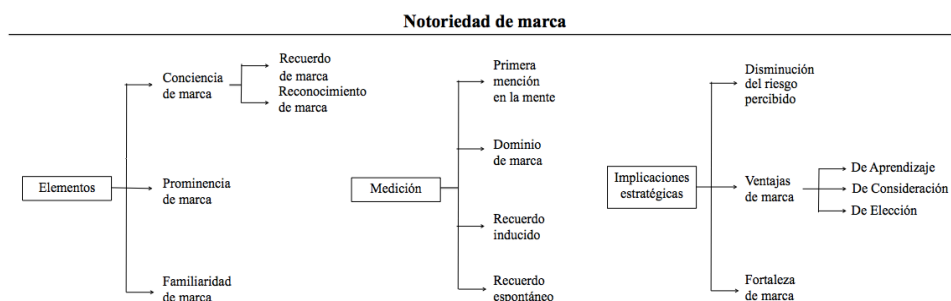 Notoriedad de marca
Elementos
Conciencia
de marca
Recuerdo
de marca
Reconocimiento
de marca
Prominencia
de marca
Familiaridad
de marca
Medición
Primera
mención
en la mente
Dominio
de marca
Recuerdo
inducido
Recuerdo
espontáneo
Implicaciones
estratégicas
Disminución
del riesgo
percibido
Ventajas
de marca
De Aprendizaje
De Consideración
De Elección
Fortaleza
de marca